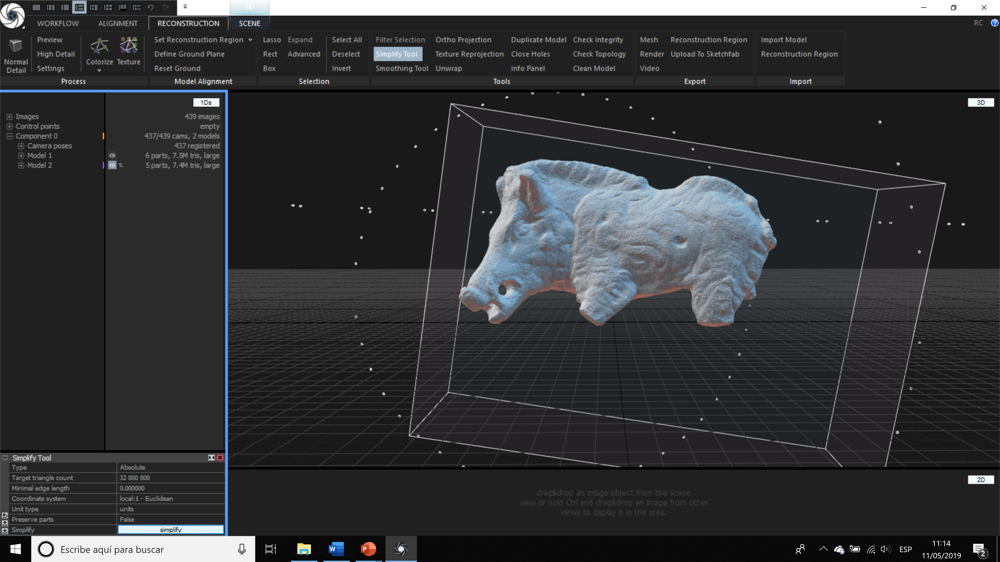 1D
WORKFLOW ALIGNMENT RECONSTRUCTION SCENE RC
Preview Set Reconstruction Region Lasso Expand Select All Filter Selection Ortho Projection Duplicate Model Check Integrity Mesh Reconstruction Region Import Model
High Detail Define Ground Plane Rect Advanced Deselect Simplify Tool Texture Reprojection Close Holes Check Topology Render Upload To Sketchfab Reconstruction Region
Normal Detail Settings Colorize Texture Reset Ground Box Invert Smoothing Tool Unwrap Info Panel Clean Model Video
Process Model Alignment Selection Tools Export Import
1Ds
3D
Images 439 images
Control points empty
Component 0 437/439 cams, 2 models
Camera poses 437 registered
Model 1 6 parts, 7.5M tris, large
Model 2 Tx 5 parts, 7.4M tris, large
Simplify Tool
Type Absolute
Target triangle count 32 000 000
Minimal edge length 0.000000
Coordinate system local:1 - Euclidean
Unit type units
Preserve parts False
Simplify simplify
2D
drag&drop an image object from the scene
view or hold Ctrl and drag&drop an image from other
views to display it in this area.
Escribe aquí para buscar
W
P
ESP
11:14
11/05/2019
2